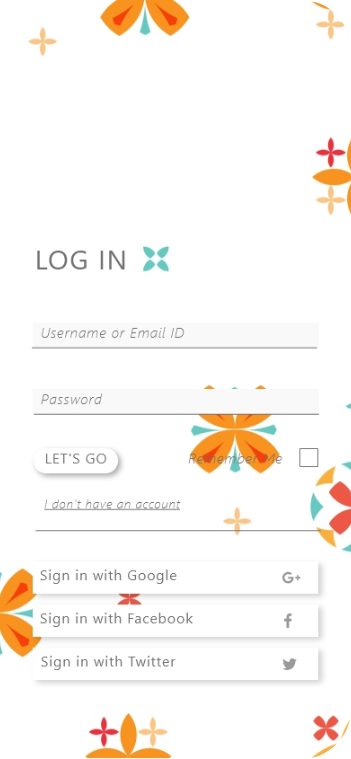 LOG IN
Username or Email ID
Password
LET'S GO
Remember Me
I don't have an account
Sign in with Google
G+
Sign in with Facebook
f
Sign in with Twitter